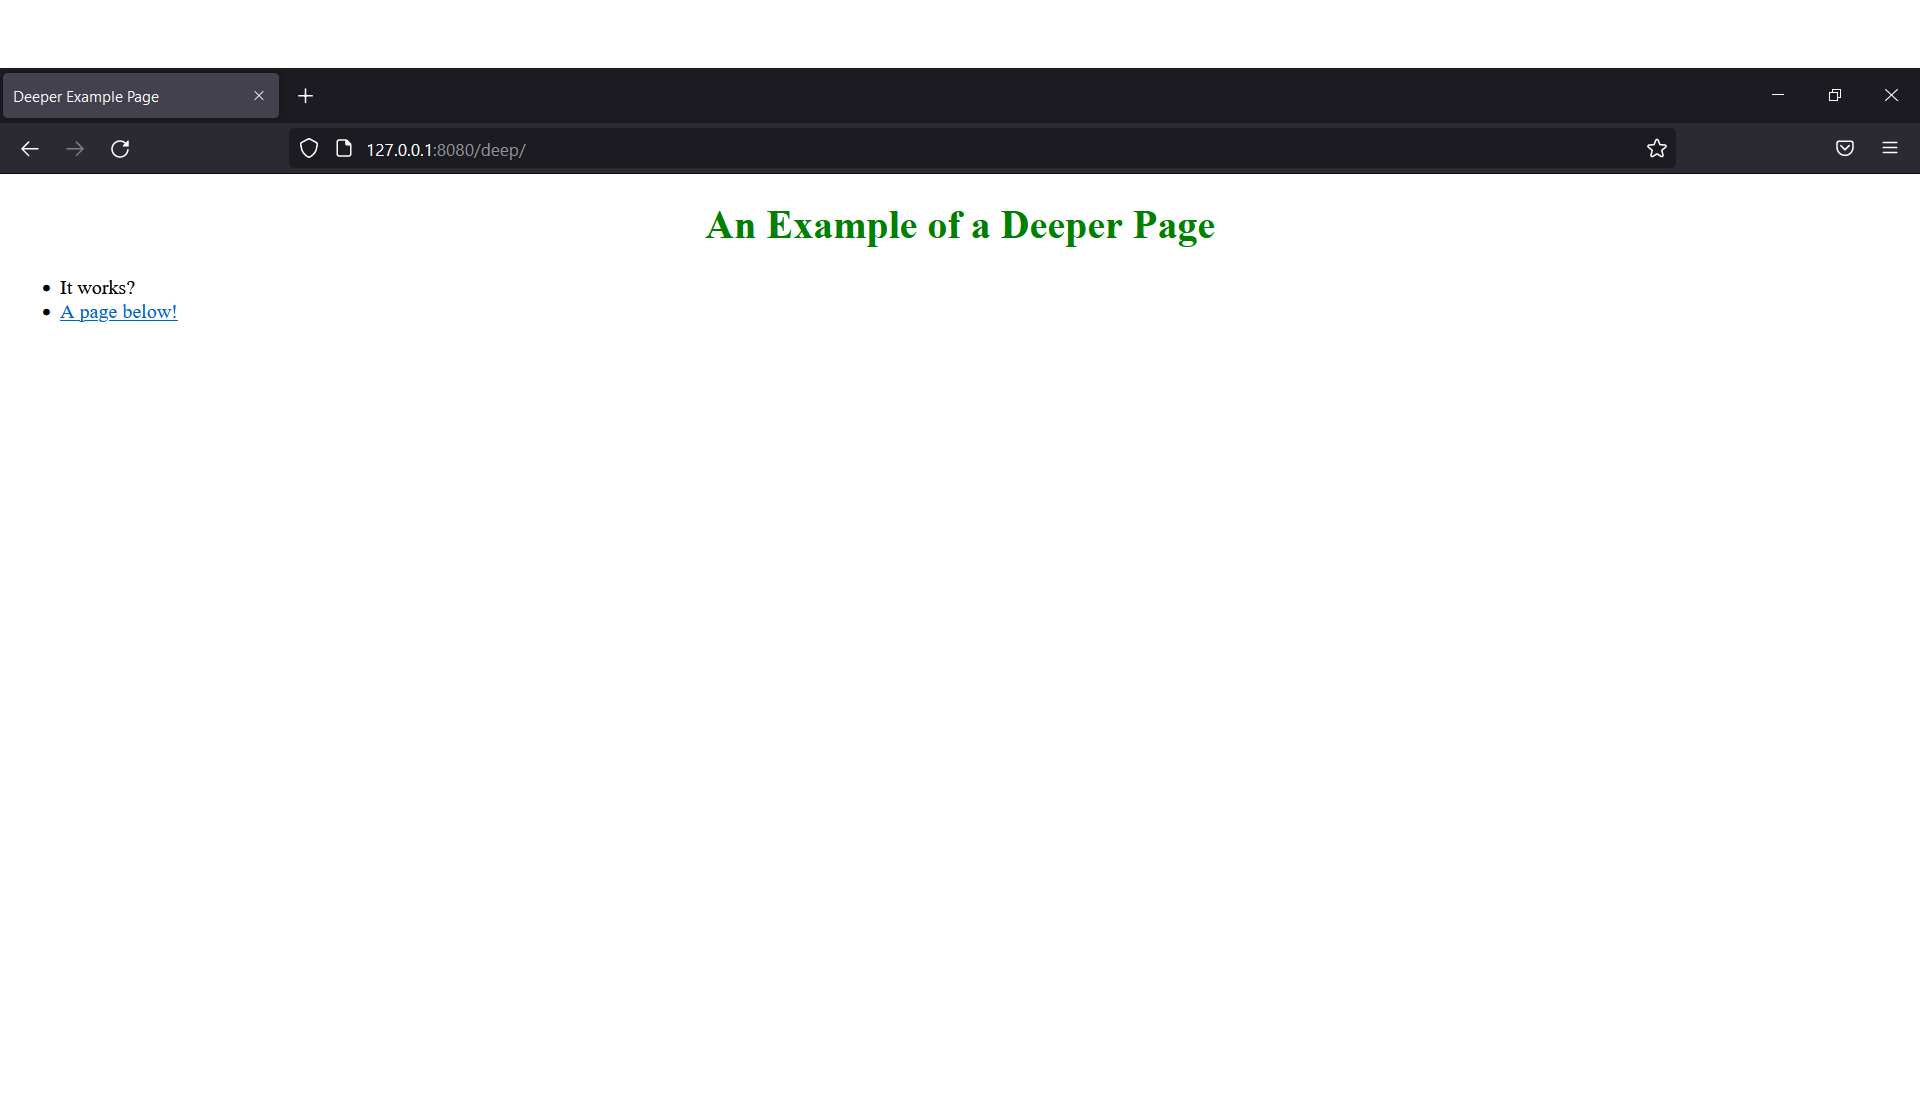 Deeper Example Page
127.0.0.1:8080/deep/
An Example of a Deeper Page
It works?
A page below!